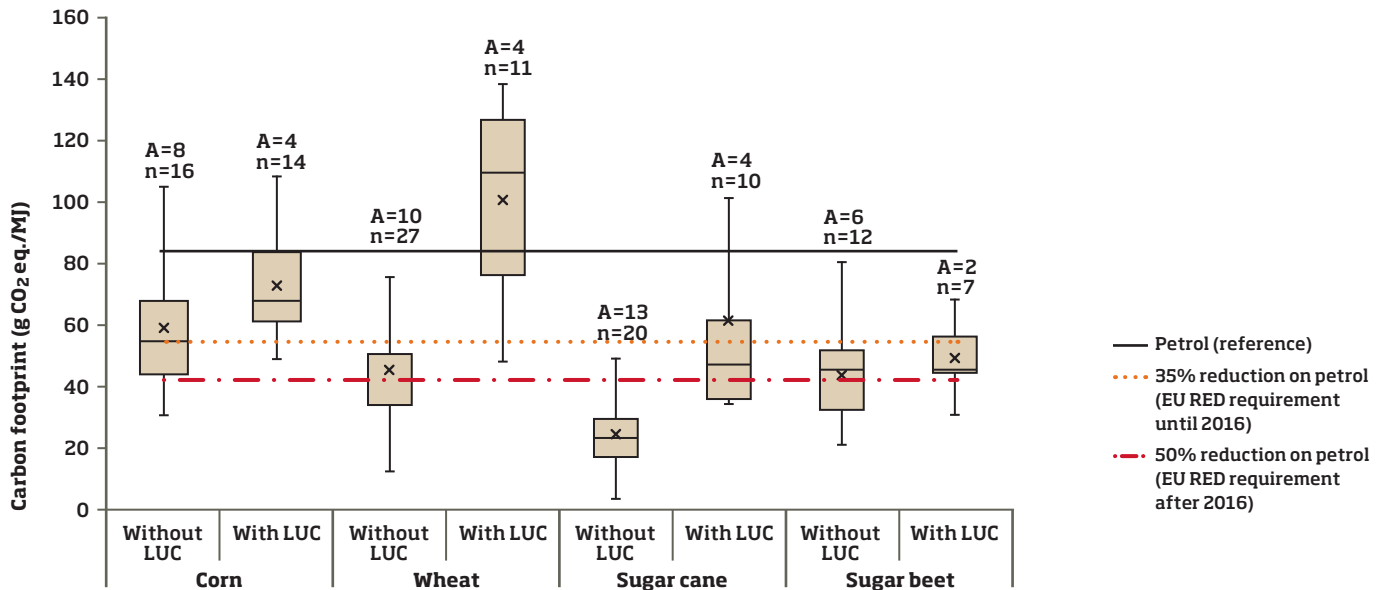 Carbon footprint (g CO₂ eq./MJ)
160
140
120
100
80
60
40
20
0
A=8
n=16
A=4
n=14
A=10
n=27
A=4
n=11
A=13
n=20
A=4
n=10
A=6
n=12
A=2
n=7
Without
LUC
With LUC
Without
LUC
With LUC
Without
LUC
With LUC
Without
LUC
With LUC
Corn
Wheat
Sugar cane
Sugar beet
Petrol (reference)
35% reduction on petrol
(EU RED requirement
until 2016)
50% reduction on petrol
(EU RED requirement
after 2016)